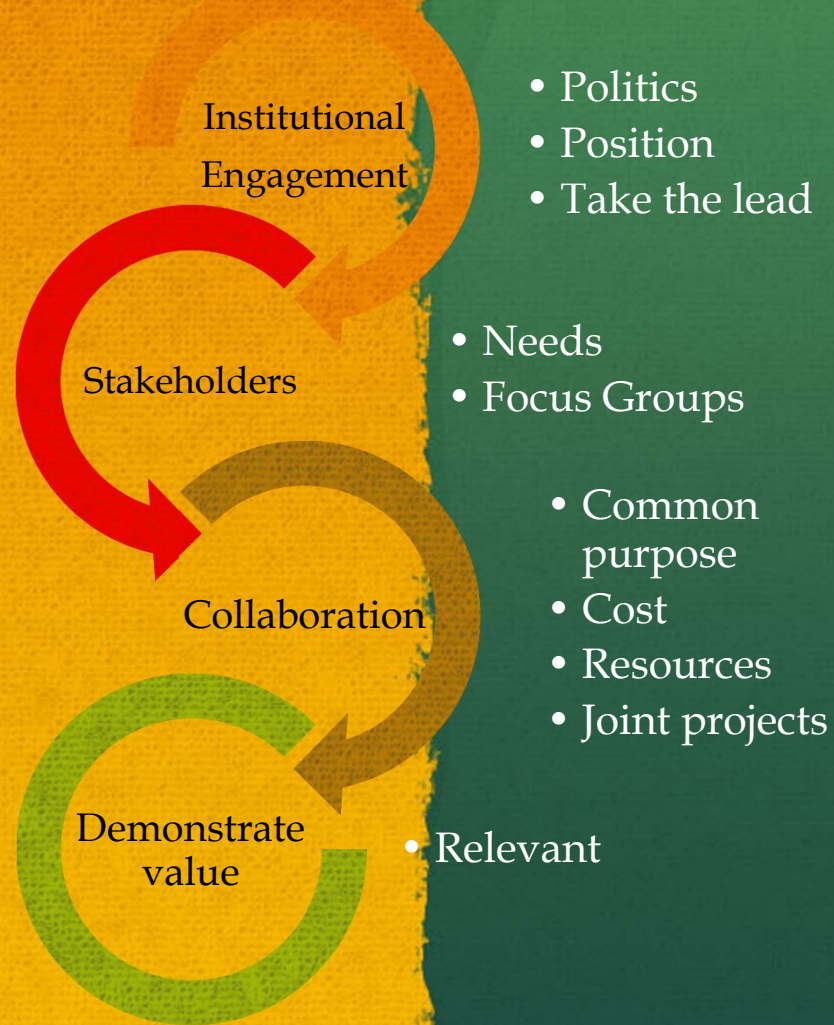 Institutional
Engagement
• Politics
• Position
• Take the lead
Stakeholders
• Needs
• Focus Groups
Collaboration
• Common
purpose
• Cost
• Resources
• Joint projects
Demonstrate
value
• Relevant